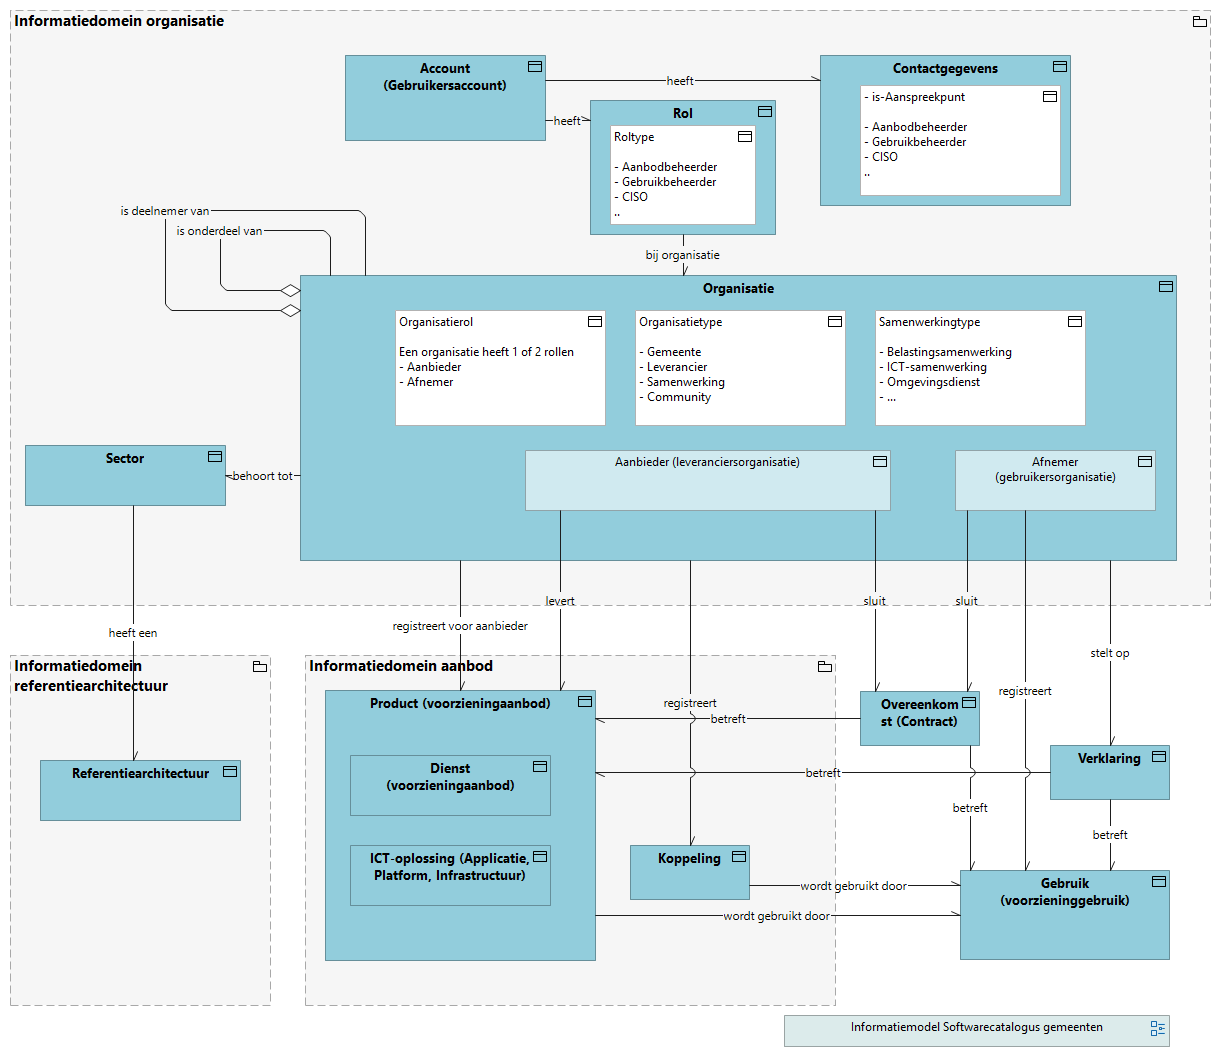 Informatiedomein organisatie
Account
(Gebruikersaccount)
heeft
heeft
Contactgegevens
- is-Aanspreekpunt
- Aanbodbeheerder
- Gebruikbeheerder
- CISO
..
Rol
Roltype
- Aanbodbeheerder
- Gebruikbeheerder
- CISO
..
is deelnemer van
is onderdeel van
bij organisatie
Organisatie
Organisatierol
Een organisatie heeft 1 of 2 rollen
- Aanbieder
- Afnemer
Organisatietype
- Gemeente
- Leverancier
- Samenwerking
- Community
Samenwerkingtype
- Belastingsamenwerking
- ICT-samenwerking
- Omgevingsdienst
- ...
Sector
behoort tot
Aanbieder (leveranciersorganisatie)
Afnemer
(gebruikersorganisatie)
levert
sluit
sluit
registreert voor aanbieder
heeft een
stelt op
Informatiedomein
referentiearchitectuur
Informatiedomein aanbod
registreert
registreert
Product (voorzieningaanbod)
Overeenkom
st (Contract)
betreft
Verklaring
betreft
Referentiearchitectuur
Dienst
(voorzieningaanbod)
betreft
betreft
ICT-oplossing (Applicatie,
Platform, Infrastructuur)
Koppeling
wordt gebruikt door
wordt gebruikt door
Gebruik
(voorzieninggebruik)
Informatiemodel Softwarecatalogus gemeenten